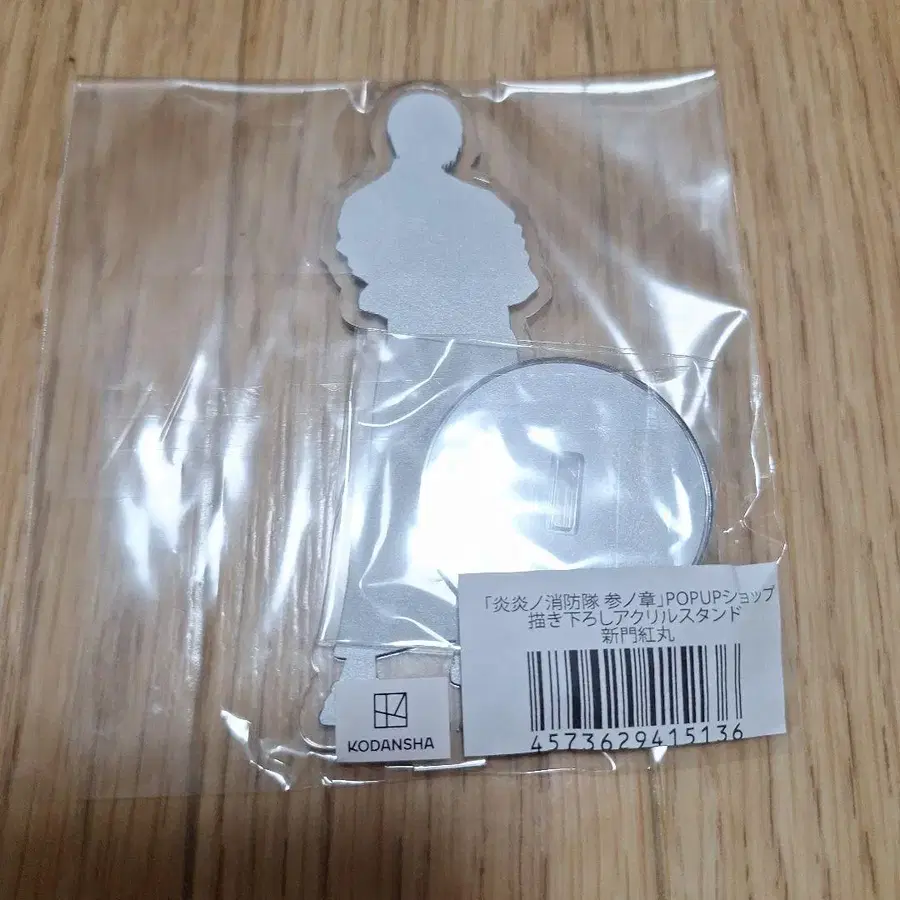 「炎炎ノ消防隊 参ノ章」POPUPショップ
描き下ろしアクリルスタンド
新門紅丸
4573629415136
KODANSHA